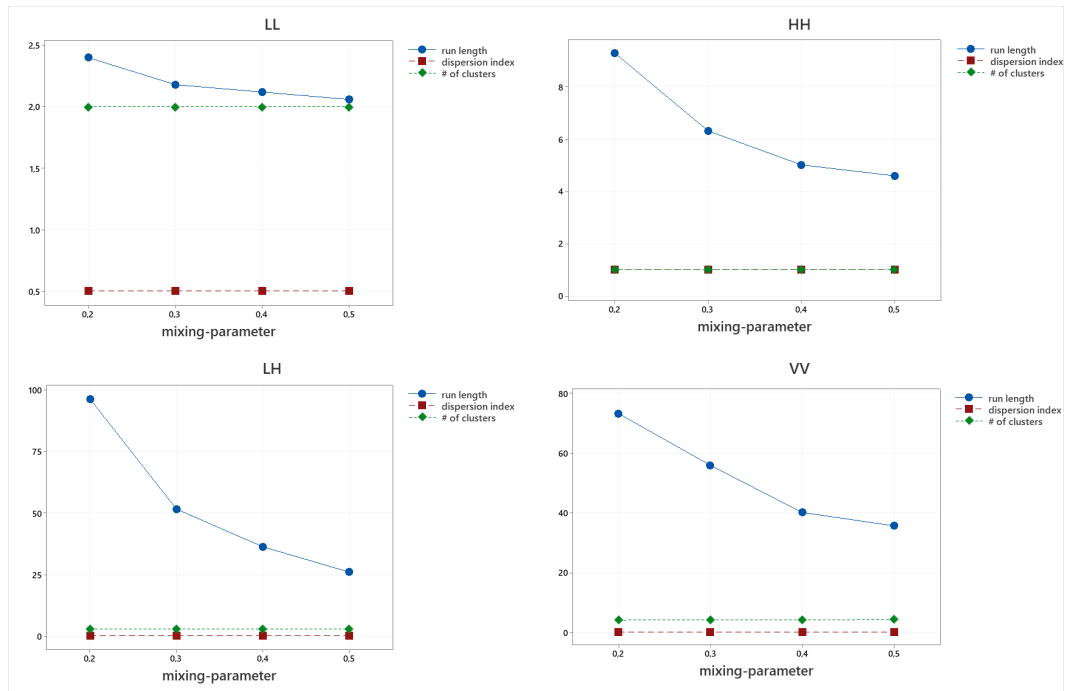 LL
2,5
2,0
1,5
1,0
0,5
0,2
0,3
0,4
0,5
mixing-parameter
run length
dispersion index
# of clusters
HH
8
6
4
2
0
0,2
0,3
0,4
0,5
mixing-parameter
run length
dispersion index
# of clusters
LH
100
75
50
25
0
0,2
0,3
0,4
0,5
mixing-parameter
run length
dispersion index
# of clusters
VV
80
60
40
20
0
0,2
0,3
0,4
0,5
mixing-parameter
run length
dispersion index
# of clusters